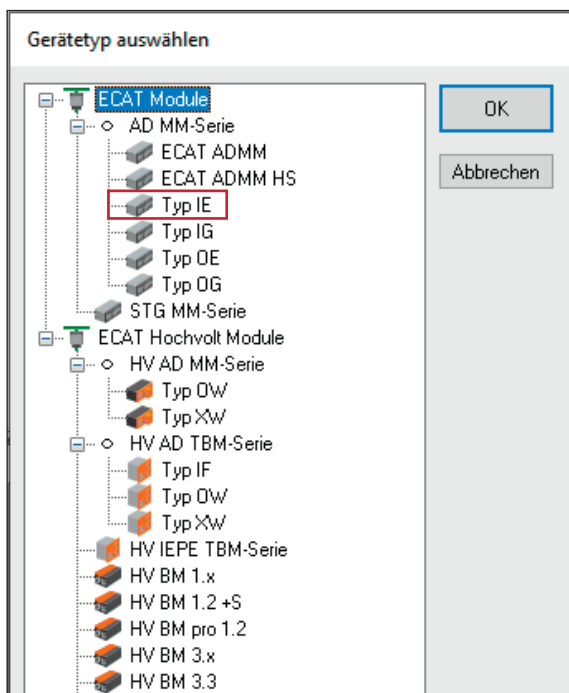 Gerätetyp auswählen
ECAT Module
OK
AD MM-Serie
ECAT ADMM
Abbrechen
ECAT ADMM HS
Typ IE
Typ IG
Typ OE
Typ OG
STG MM-Serie
ECAT Hochvolt Module
HV AD MM-Serie
Typ OW
Typ XW
HV AD TBM-Serie
Typ IF
Typ OW
Typ XW
HV IEPE TBM-Serie
HV BM 1.x
HV BM 1.2 +S
HV BM pro 1.2
HV BM 3.x
HV BM 3.3